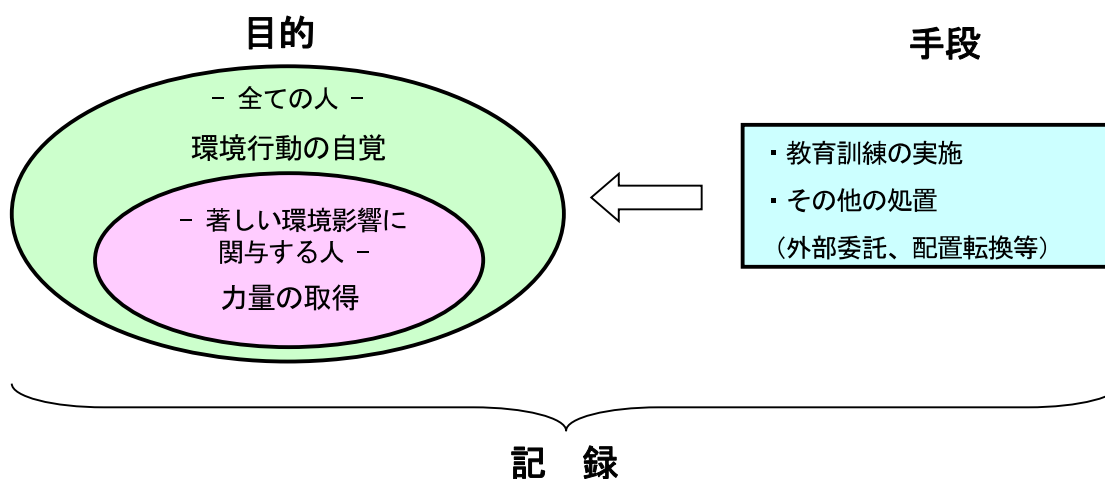 目的
− 全ての人 −
環境行動の自覚
− 著しい環境影響に
関与する人 −
力量の取得
手段
・教育訓練の実施
・その他の処置
（外部委託、配置転換等）
記　録